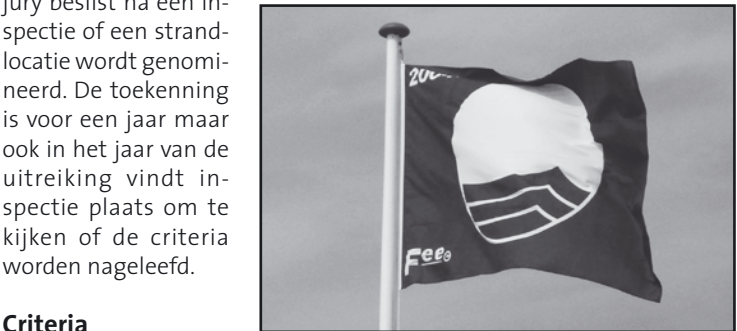 jury beslist na een in-
spectie of een strand-
locatie wordt genomi-
neerd. De toekenning
is voor een jaar maar
ook in het jaar van de
uitreiking vindt in-
spectie plaats om te
kijken of de criteria
worden nageleefd.
Criteria
Fee